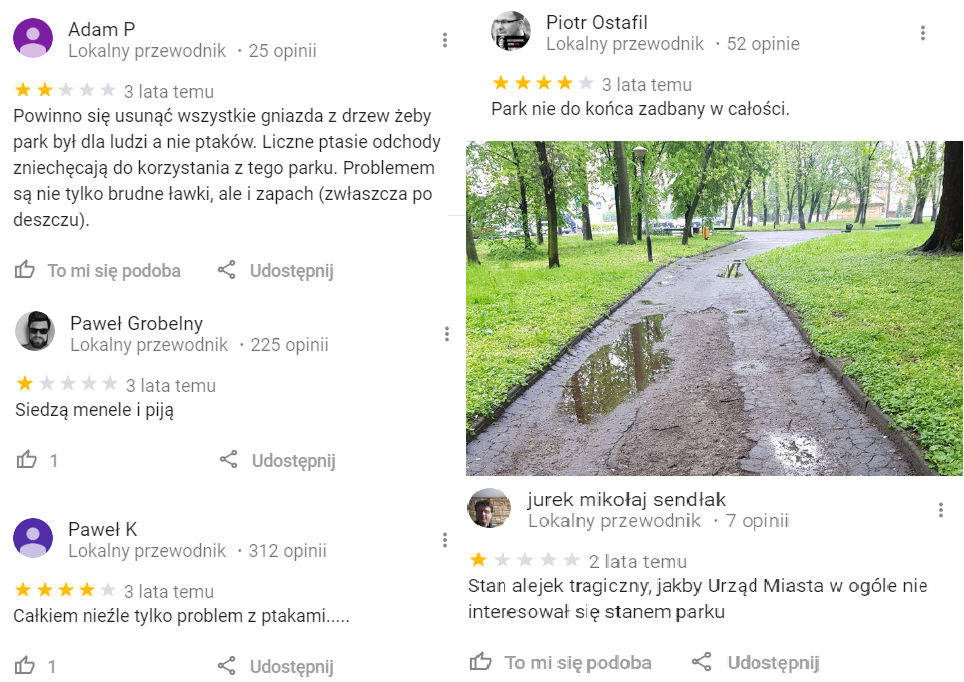 Adam P
Lokalny przewodnik · 25 opinii
3 lata temu
Powinno się usunąć wszystkie gniazda z drzew żeby
park był dla ludzi a nie ptaków. Liczne ptasie odchody
zniechęcają do korzystania z tego parku. Problemem
są nie tylko brudne ławki, ale i zapach (zwłaszcza po
deszczu).
To mi się podoba Udostępnij
Paweł Grobelny
Lokalny przewodnik · 225 opinii
3 lata temu
Siedzą menele i piją
1 Udostępnij
Paweł K
Lokalny przewodnik · 312 opinii
3 lata temu
Całkiem nieźle tylko problem z ptakami.....
1 Udostępnij
Piotr Ostafil
Lokalny przewodnik · 52 opinie
3 lata temu
Park nie do końca zadbany w całości.
jurek mikołaj sendłak
Lokalny przewodnik · 7 opinii
2 lata temu
Stan alejek tragiczny, jakby Urząd Miasta w ogóle nie
interesował się stanem parku
To mi się podoba Udostępnij